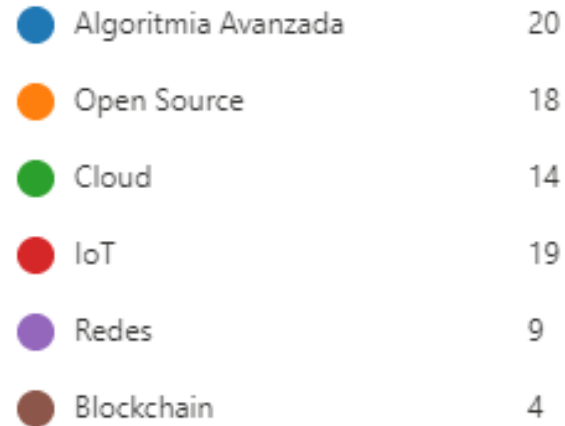 Algoritmia Avanzada 20
Open Source 18
Cloud 14
IoT 19
Redes 9
Blockchain 4